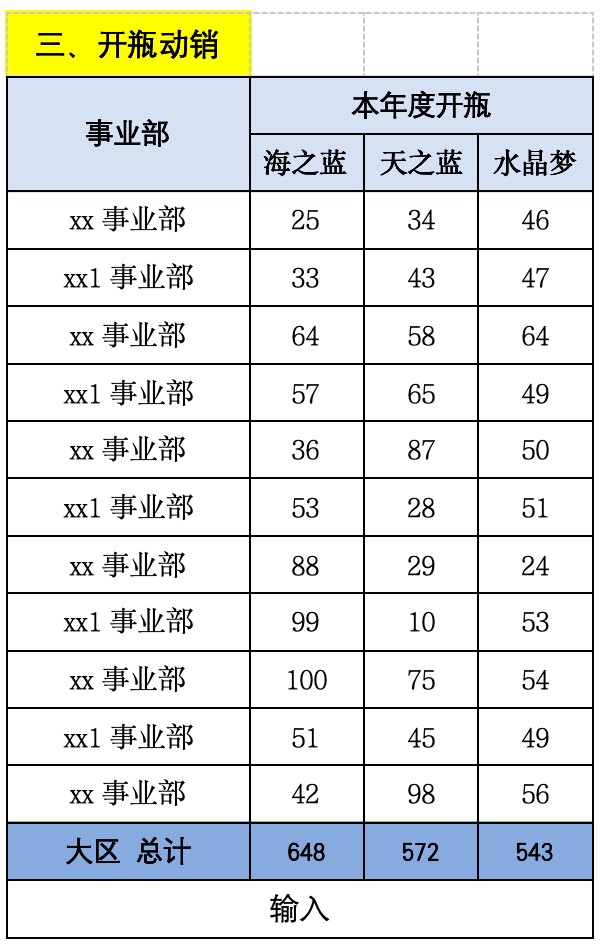 三、开瓶动销
事业部 本年度开瓶
海之蓝 天之蓝 水晶梦
xx 事业部 25 34 46
xx1 事业部 33 43 47
xx 事业部 64 58 64
xx1 事业部 57 65 49
xx 事业部 36 87 50
xx1 事业部 53 28 51
xx 事业部 88 29 24
xx1 事业部 99 10 53
xx 事业部 100 75 54
xx1 事业部 51 45 49
xx 事业部 42 98 56
大区 总计 648 572 543
输入